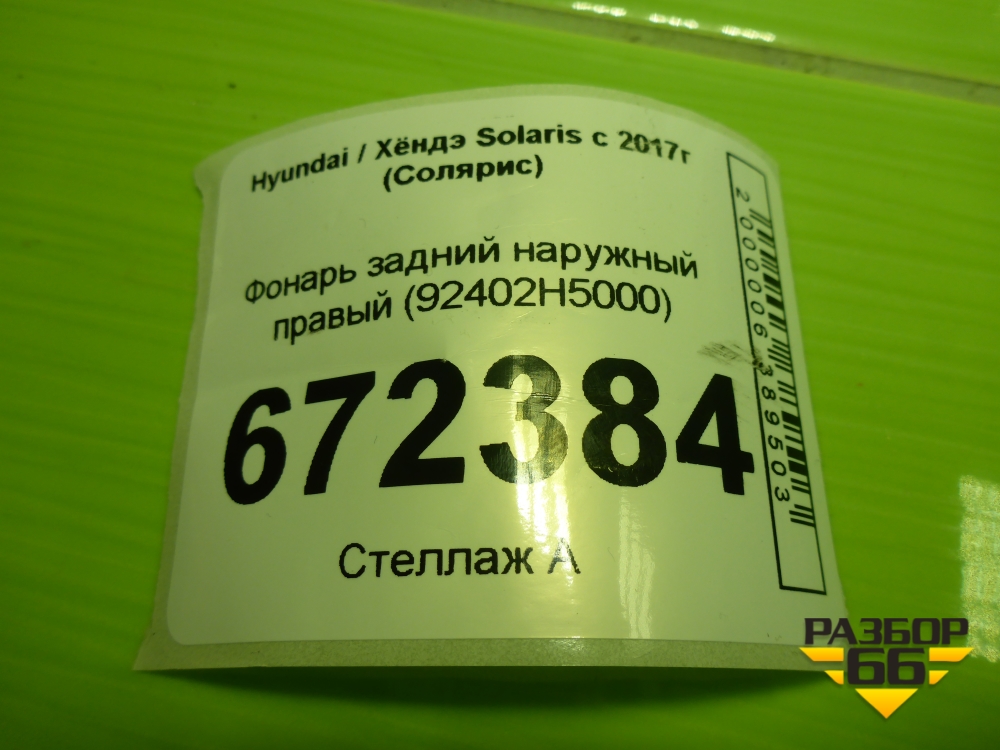 Hyundai / Хёндэ Solaris с 2017г
(Солярис)
Фонарь задний наружный
правый (92402H5000)
672384
Стеллаж А
2000006389503
РАЗБОР
66